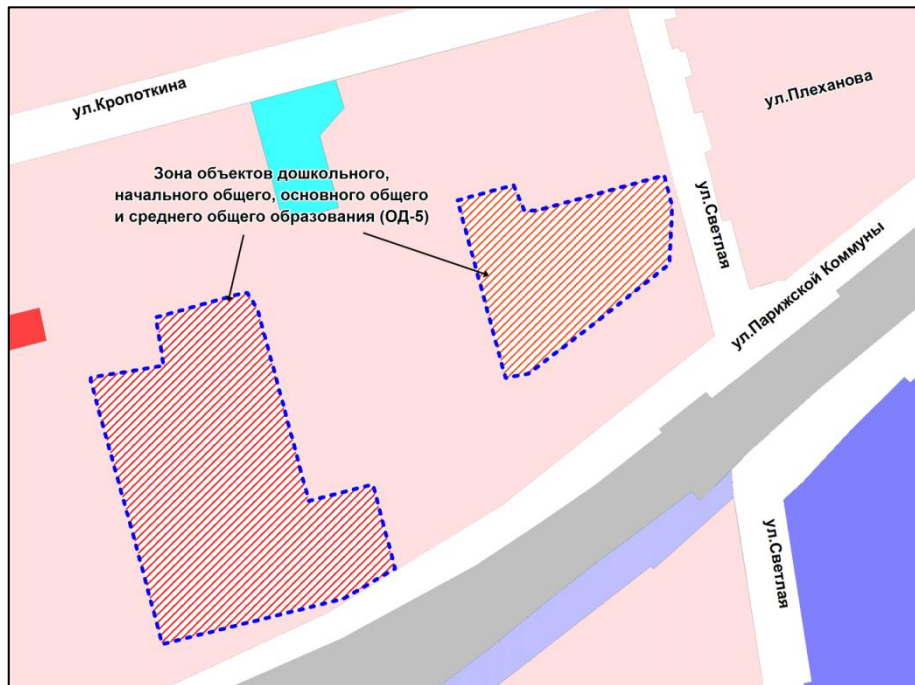 ул.Кропоткина
ул.Плеханова
Зона объектов дошкольного,
начального общего, основного общего
и среднего общего образования (ОД-5)
ул.Светлая
ул.Парижской Коммуны
ул.Светлая